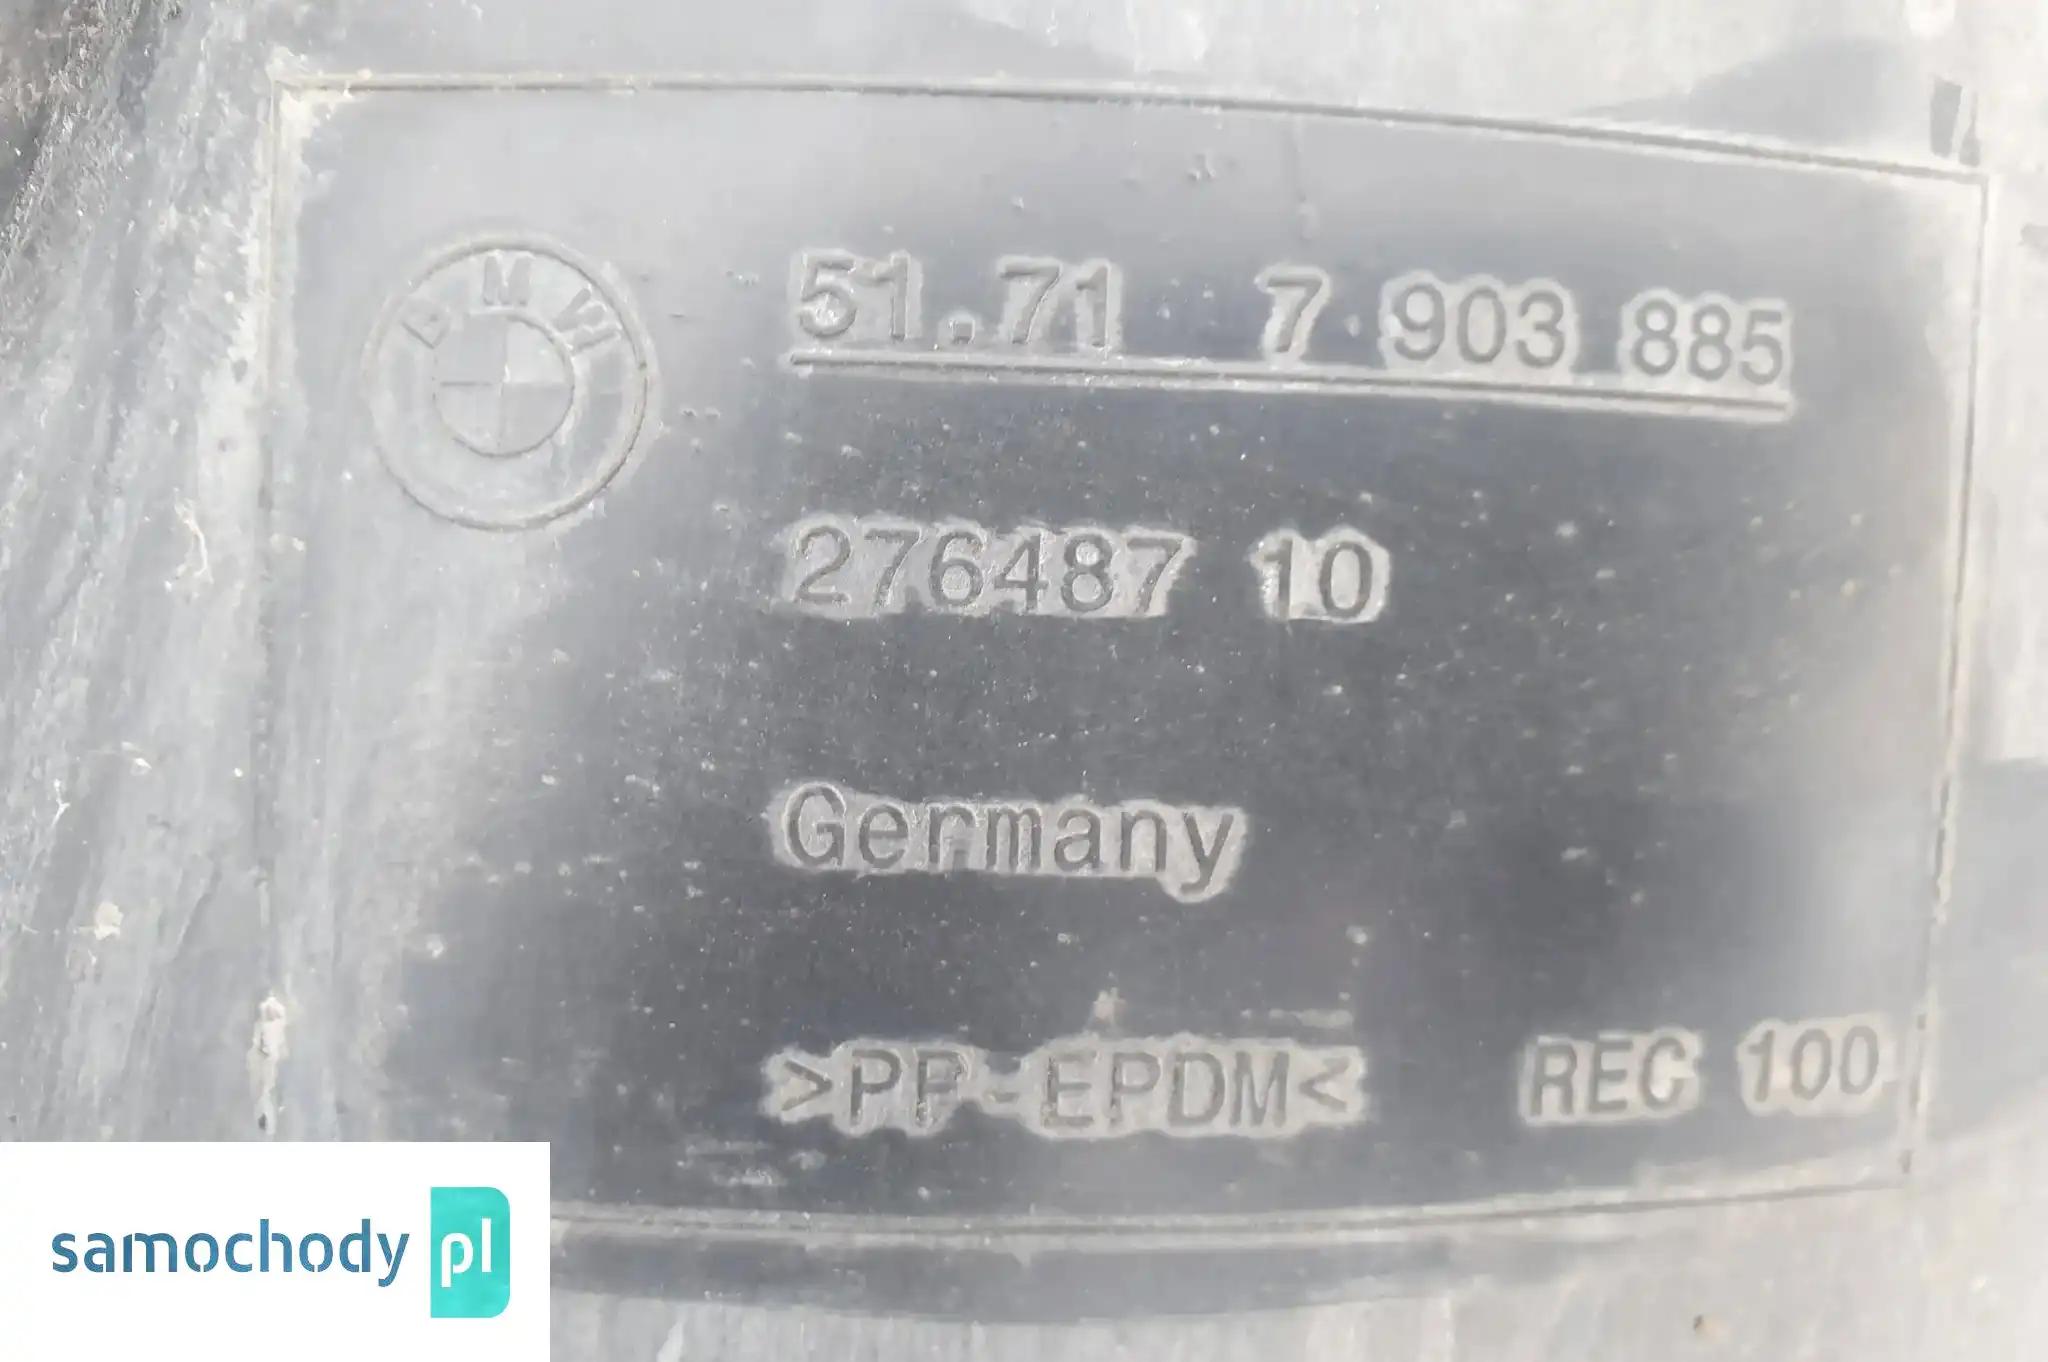 BMW
51.71 7 903 885
276487 10
Germany
>PP-EPDM< REC 100
samochody pl